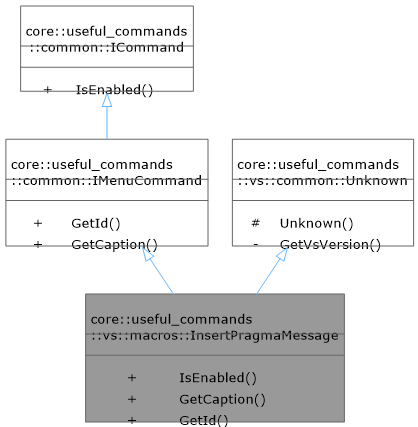 core::useful_commands
::common::ICommand
+ IsEnabled()
core::useful_commands
::common::IMenuCommand
+ GetId()
+ GetCaption()
core::useful_commands
::vs::common::Unknown
# Unknown()
- GetVsVersion()
core::useful_commands
::vs::macros::InsertPragmaMessage
+ IsEnabled()
+ GetCaption()
+ GetId()